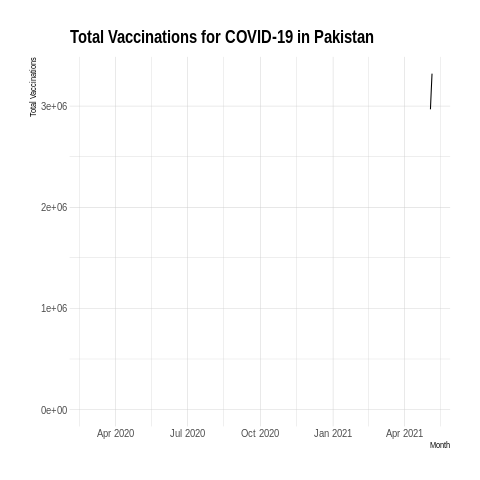 Total Vaccinations for COVID-19 in Pakistan
Total Vaccinations
3e+06
2e+06
1e+06
0e+00
Apr 2020 Jul 2020 Oct 2020 Jan 2021 Apr 2021
Month